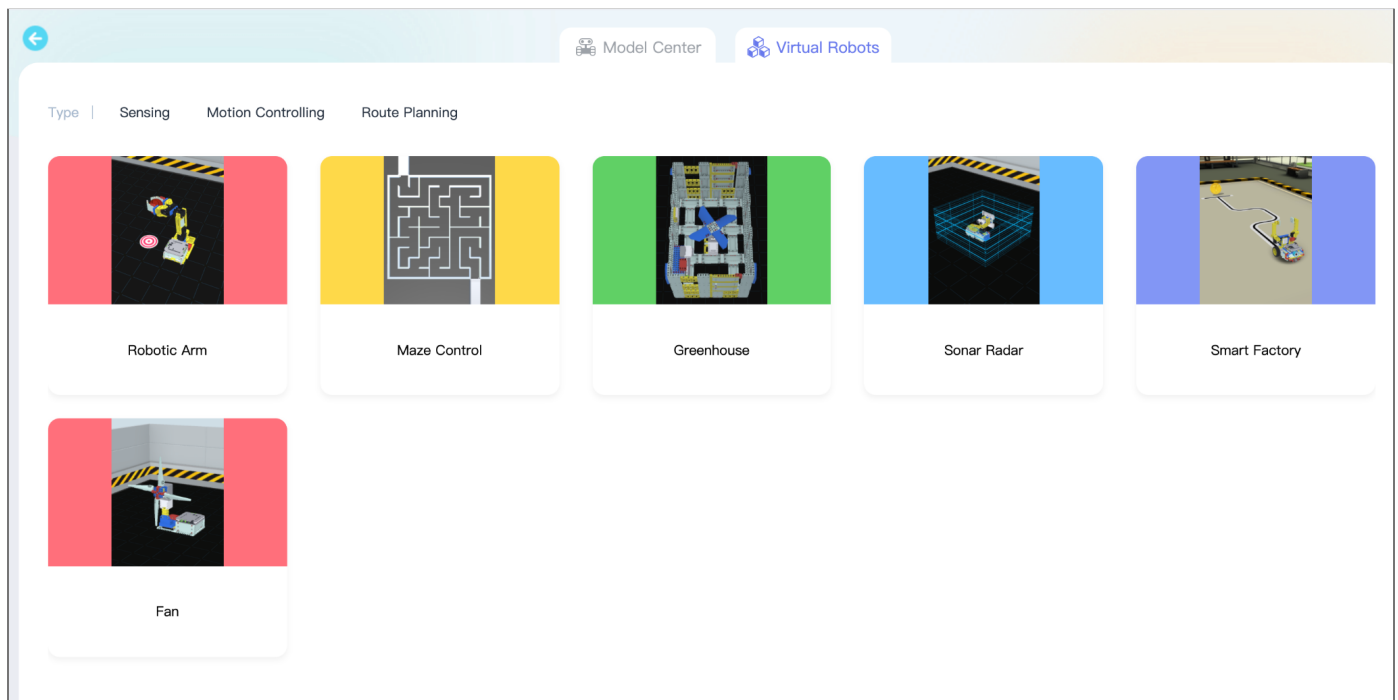 Model Center
Virtual Robots
Type
Sensing
Motion Controlling
Route Planning
Robotic Arm
Maze Control
Greenhouse
Sonar Radar
Smart Factory
Fan